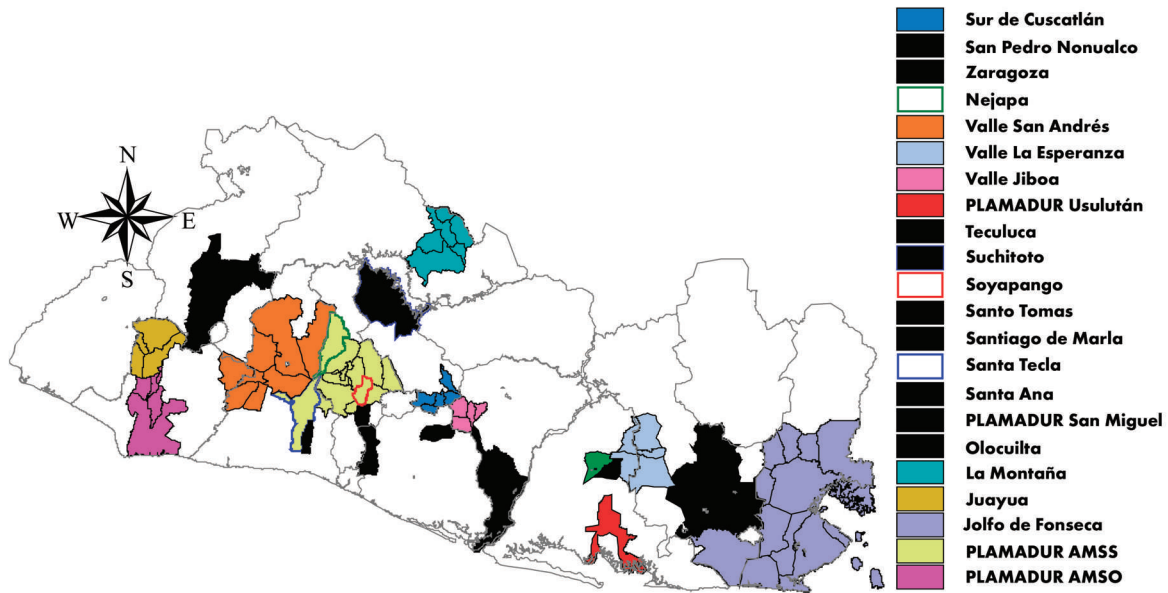 N
W
E
S
Sur de Cuscatlán
San Pedro Nonualco
Zaragoza
Nejapa
Valle San Andrés
Valle La Esperanza
Valle Jiboa
PLAMADUR Usulután
Teculuca
Suchitoto
Soyapango
Santo Tomas
Santiago de Marla
Santa Tecla
Santa Ana
PLAMADUR San Miguel
Olocuilta
La Montaña
Juayua
Jolfo de Fonseca
PLAMADUR AMSS
PLAMADUR AMSO